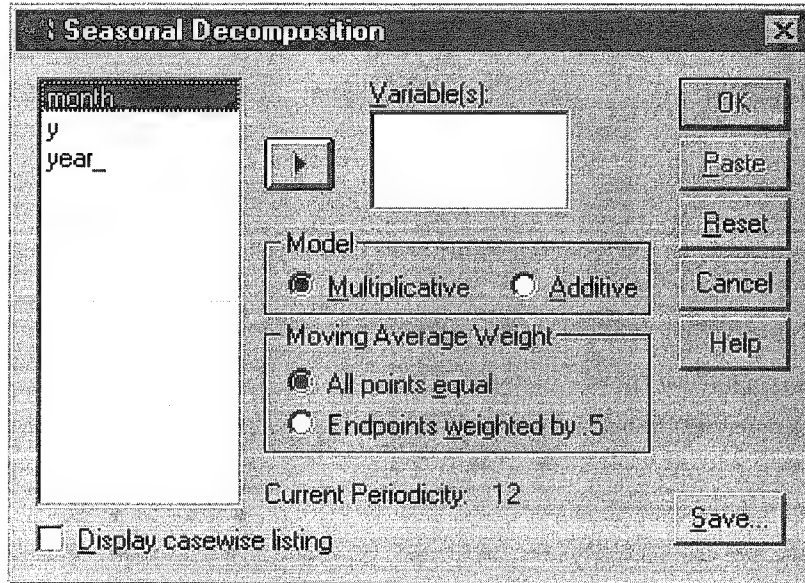 Seasonal Decomposition
month
y
year_
Variable(s):
Model
Multiplicative
Additive
Moving Average Weight
All points equal
Endpoints weighted by .5
Current Periodicity: 12
Display casewise listing
OK
Paste
Reset
Cancel
Help
Save...